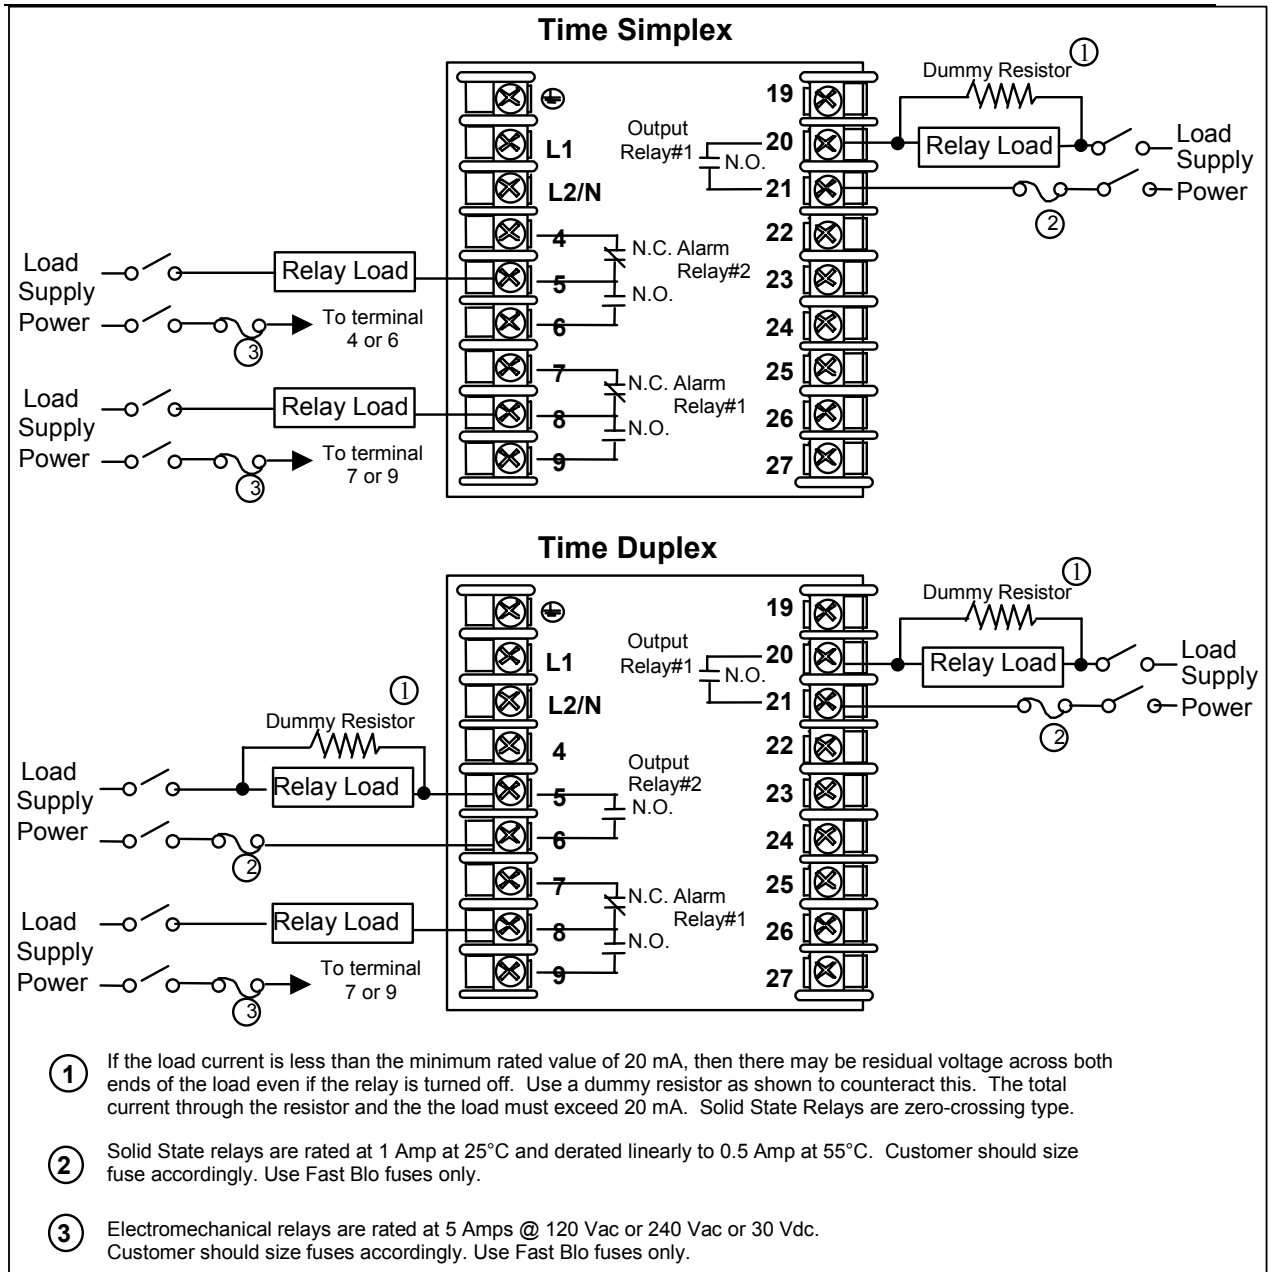 Time Simplex
Dummy Resistor 1
Output
Relay#1
N.O.
19
20
21
22
23
24
25
26
27
Relay Load
Load
Supply
Power
2
L1
L2/N
4
5
6
7
8
9
N.C. Alarm
Relay#2
N.O.
N.C. Alarm
Relay#1
N.O.
Load
Supply
Power
Relay Load
3
To terminal
4 or 6
Load
Supply
Power
Relay Load
3
To terminal
7 or 9
Time Duplex
Dummy Resistor 1
Output
Relay#1
N.O.
19
20
21
22
23
24
25
26
27
Relay Load
Load
Supply
Power
2
L1
L2/N
4
5
6
7
8
9
1
Dummy Resistor
Load
Supply
Power
Relay Load
2
Output
Relay#2
N.O.
N.C. Alarm
Relay#1
N.O.
Load
Supply
Power
Relay Load
3
To terminal
7 or 9
1 If the load current is less than the minimum rated value of 20 mA, then there may be residual voltage across both
ends of the load even if the relay is turned off. Use a dummy resistor as shown to counteract this. The total
current through the resistor and the the load must exceed 20 mA. Solid State Relays are zero-crossing type.
2 Solid State relays are rated at 1 Amp at 25°C and derated linearly to 0.5 Amp at 55°C. Customer should size
fuse accordingly. Use Fast Blo fuses only.
3 Electromechanical relays are rated at 5 Amps @ 120 Vac or 240 Vac or 30 Vdc.
Customer should size fuses accordingly. Use Fast Blo fuses only.